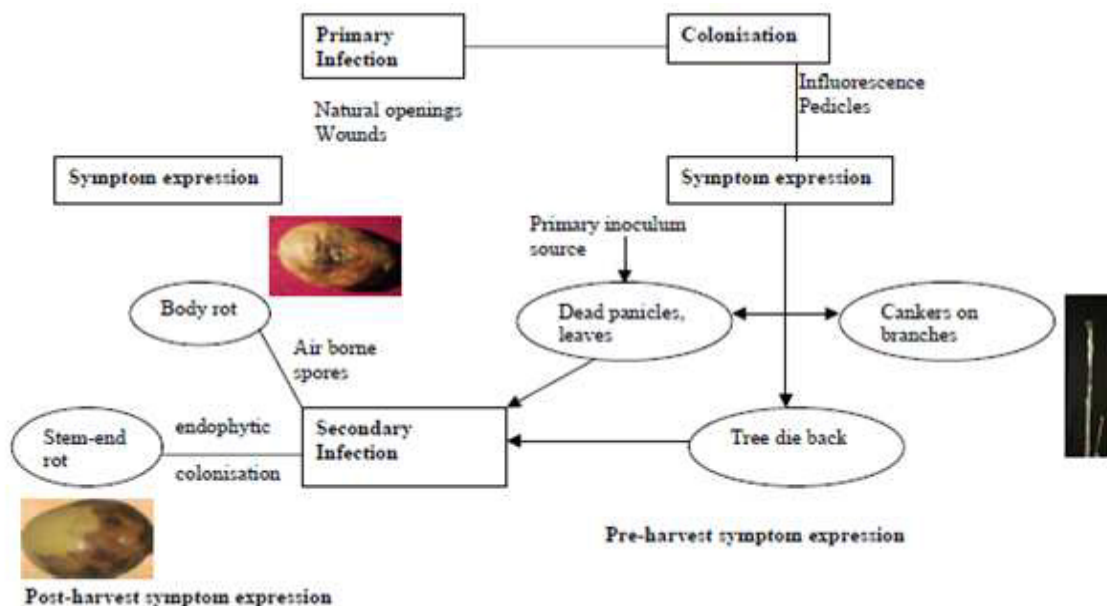 Primary
Infection
Colonisation
Influorescence
Pedicles
Natural openings
Wounds
Symptom expression
Symptom expression
Primary inoculum
source
Body rot
Dead panicles,
leaves
Cankers on
branches
Air borne
spores
Stem-end
rot
endophytic
colonisation
Secondary
Infection
Tree die back
Pre-harvest symptom expression
Post-harvest symptom expression